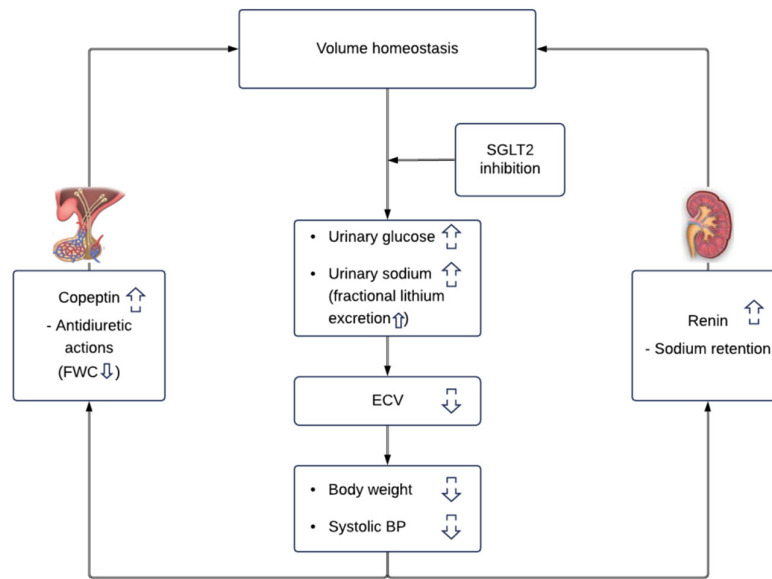 Volume homeostasis
SGLT2
inhibition
• Urinary glucose
• Urinary sodium
(fractional lithium
excretion⇧)
Copeptin
- Antidiuretic
actions
(FWC⇩)
Renin
- Sodium retention
ECV
• Body weight
• Systolic BP